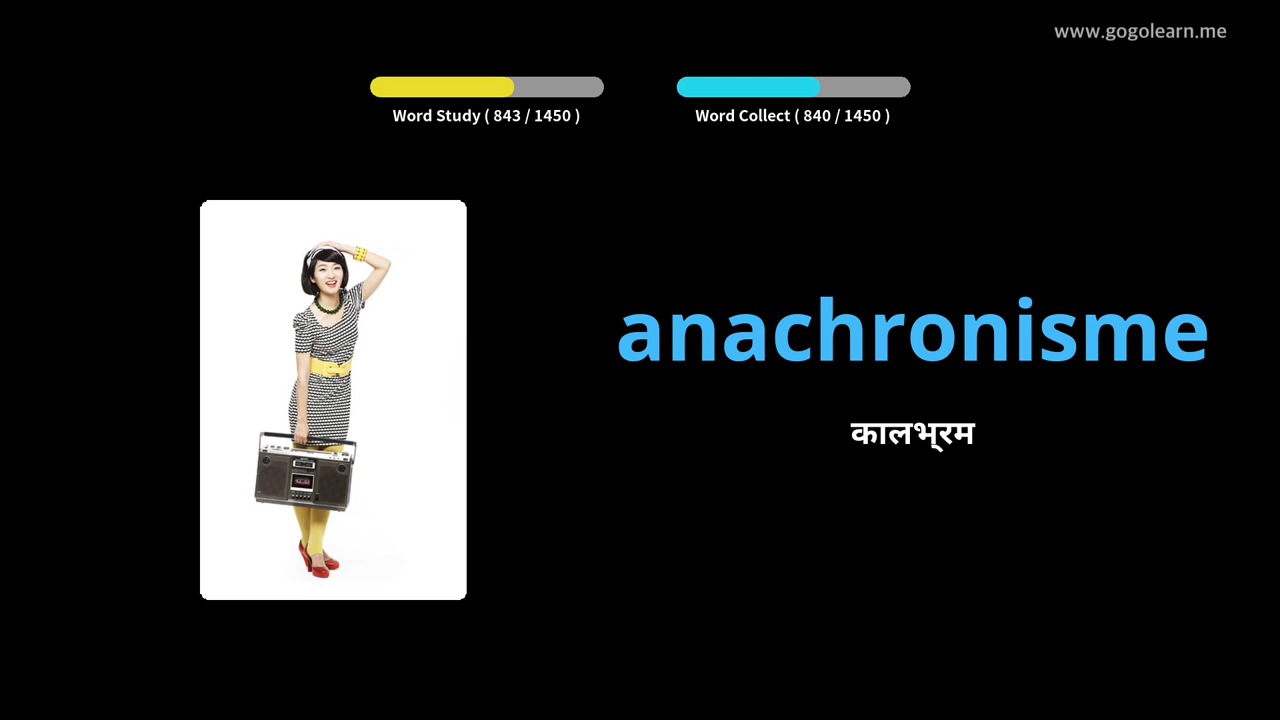 www.gogolearn.me
Word Study ( 843 / 1450 )
Word Collect ( 840 / 1450 )
anachronisme
कालभ्रम